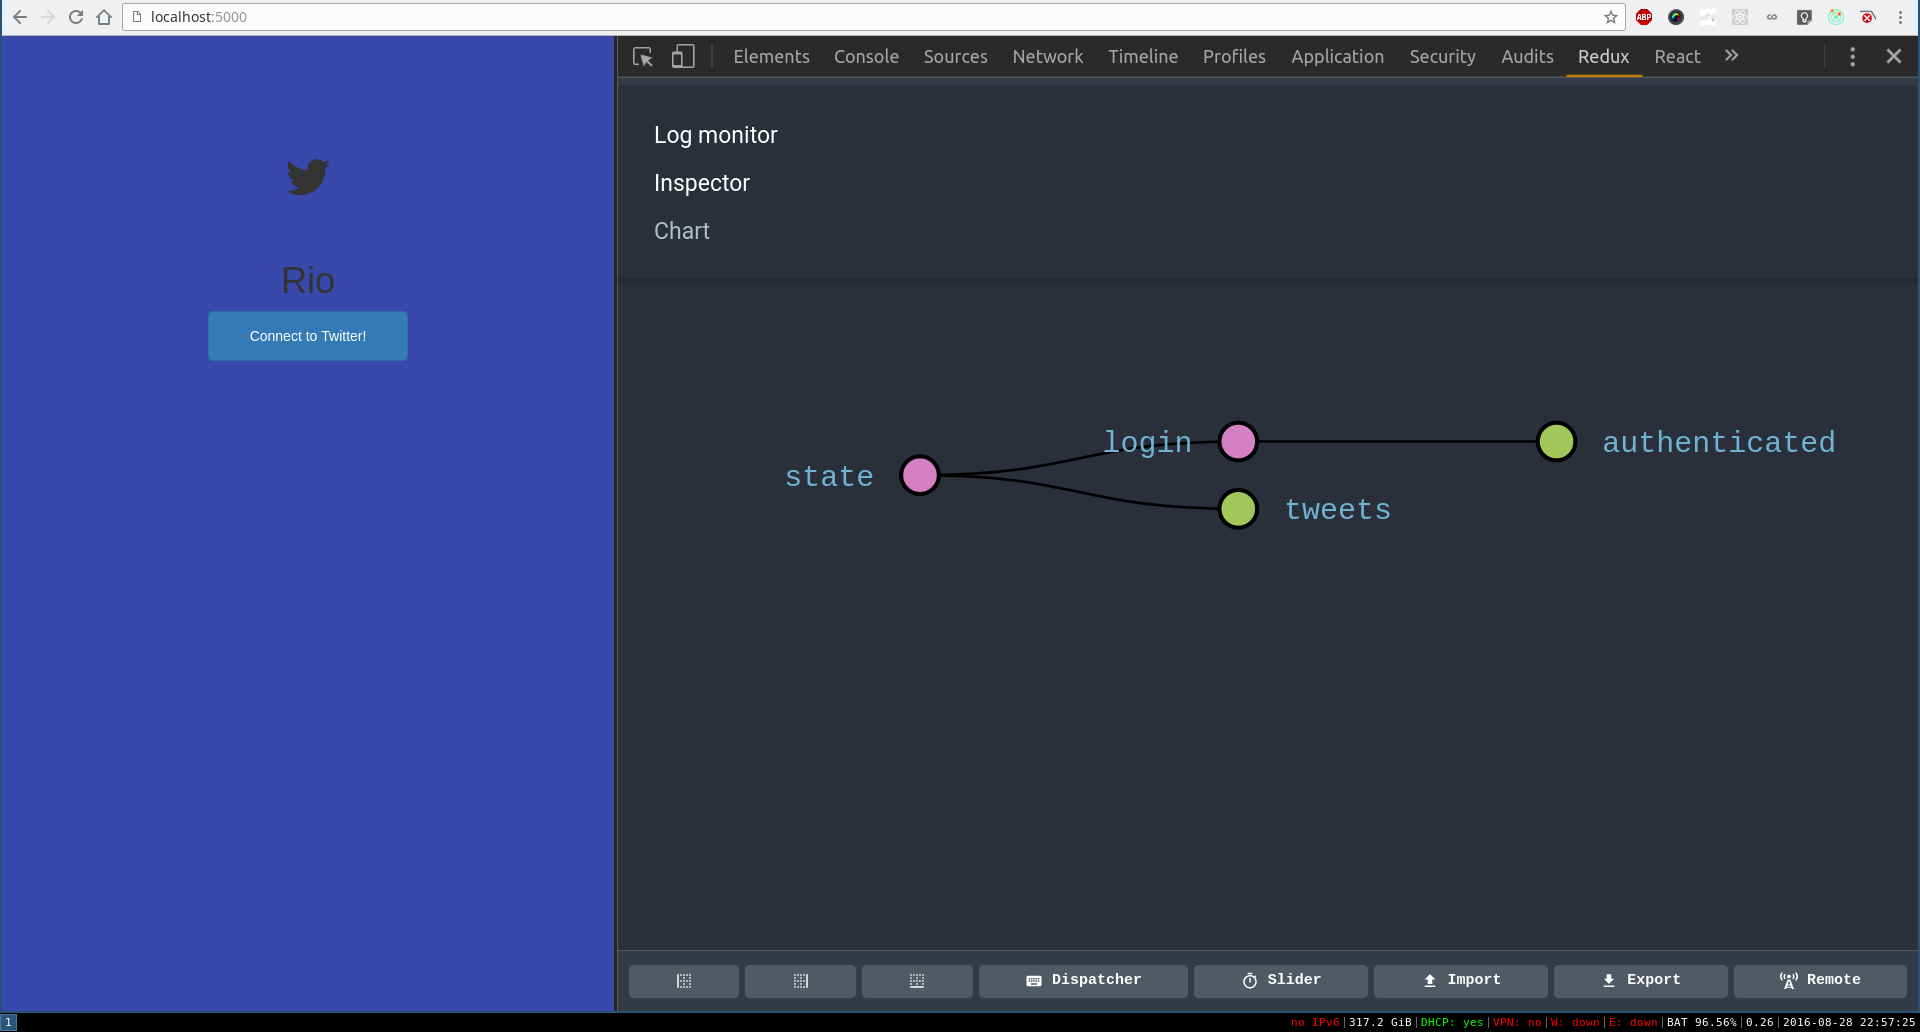 localhost:5000
ABP
Elements Console Sources Network Timeline Profiles Application Security Audits Redux React
Rio
Connect to Twitter!
Log monitor
Inspector
Chart
state
login
authenticated
tweets
Dispatcher Slider Import Export Remote
1
no IPv6|317.2 GiB|DHCP: yes|VPN: no|W: down|E: down|BAT 96.56%|0.26|2016-08-28 22:57:25